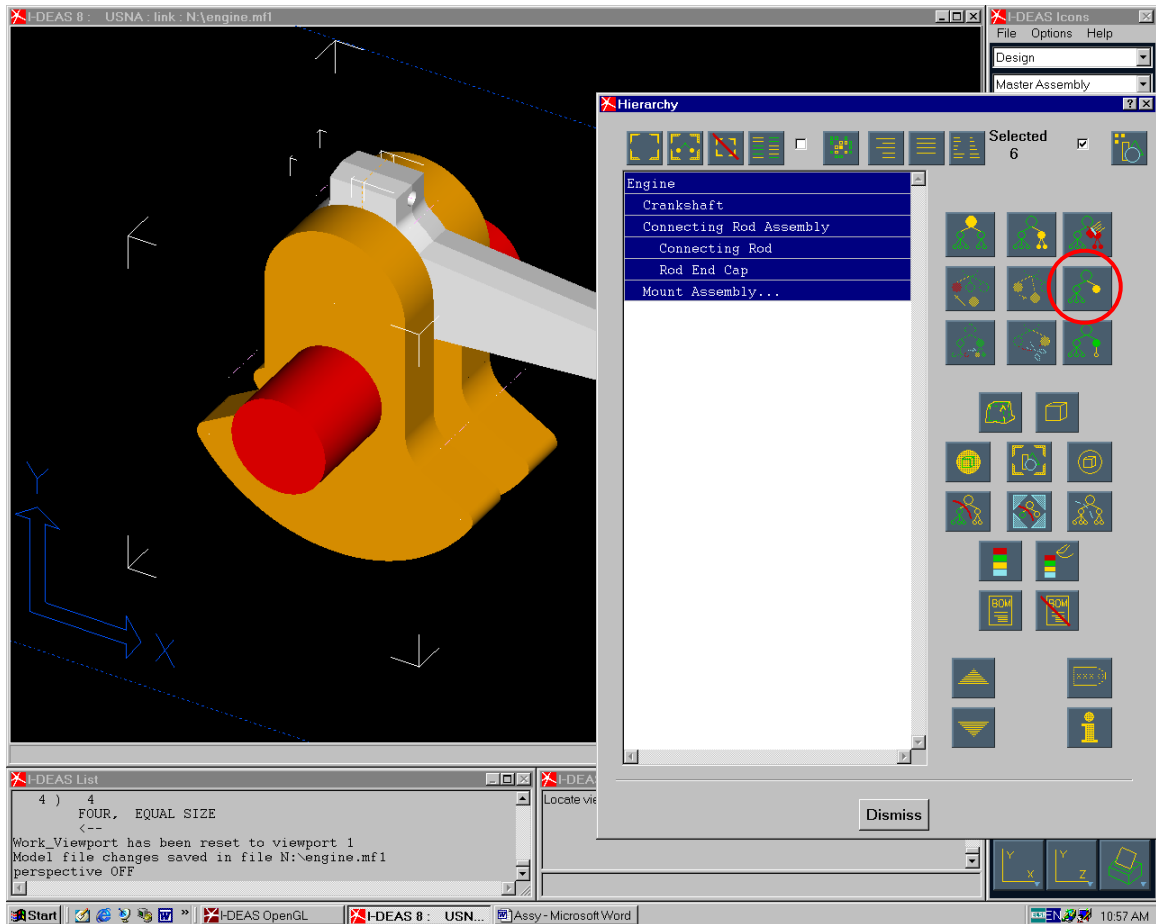 I-DEAS 8 : USNA : link : N:\engine.mf1
I-DEAS Icons
File Options Help
Design
Master Assembly
Hierarchy
Selected
6
Engine
Crankshaft
Connecting Rod Assembly
Connecting Rod
Rod End Cap
Mount Assembly...
BOM
BOM
xxx
Dismiss
Y
X
I-DEAS List
4 ) 4
FOUR, EQUAL SIZE
<--
Work_Viewport has been reset to viewport 1
Model file changes saved in file N:\engine.mf1
perspective OFF
I-DEA
Locate vie
Y
X
Y
Z
Start
»
I-DEAS OpenGL
I-DEAS 8 : USN...
Assy - Microsoft Word
EN
10:57 AM